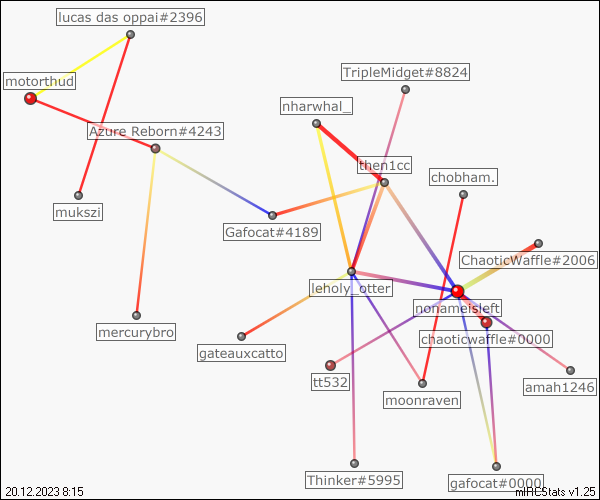 lucas das oppai#2396
motorthud
TripleMidget#8824
nharwhal_
Azure Reborn#4243
then1cc
chobham.
mukszi
Gafocat#4189
ChaoticWaffle#2006
leholy_otter
nonameisleft
mercurybro
chaoticwaffle#0000
gateauxcatto
tt532
amah1246
moonraven
Thinker#5995
gafocat#0000
20.12.2023 8:15
mIRCStats v1.25